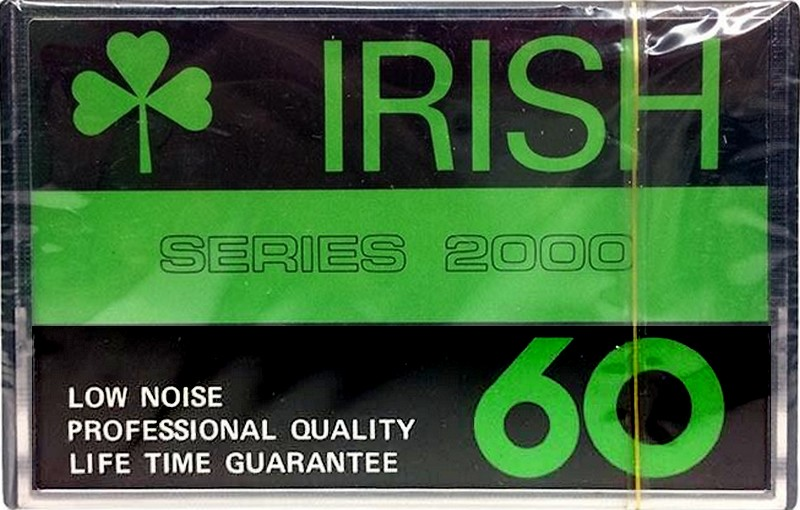 IRISH
SERIES 2000
60
LOW NOISE
PROFESSIONAL QUALITY
LIFE TIME GUARANTEE